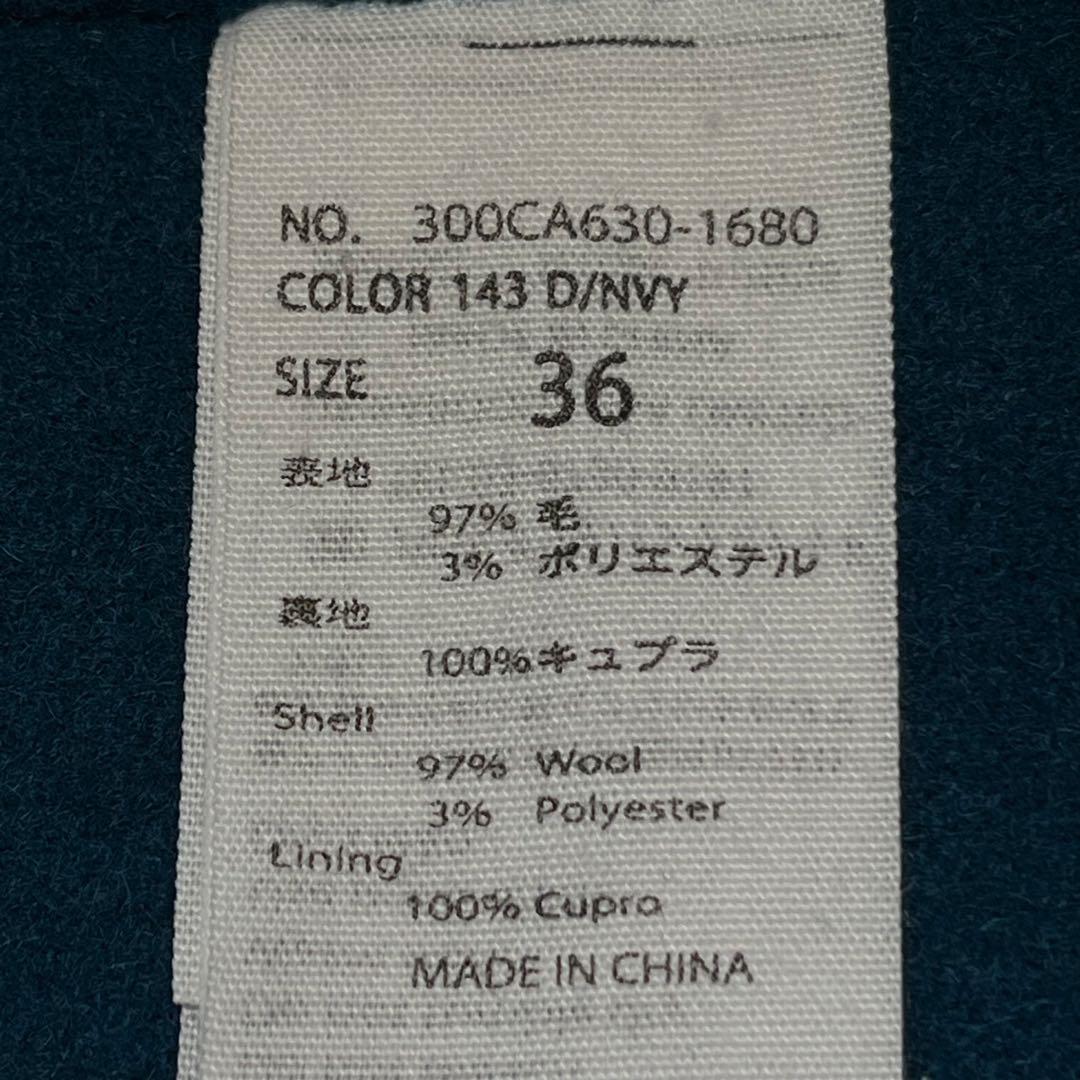 NO. 300CA630-1680
COLOR 143 D/NVY
SIZE 36
表地
97% 毛
3% ポリエステル
裏地
100%キュプラ
Shell
97% Wool
3% Polyester
Lining
100% Cupro
MADE IN CHINA